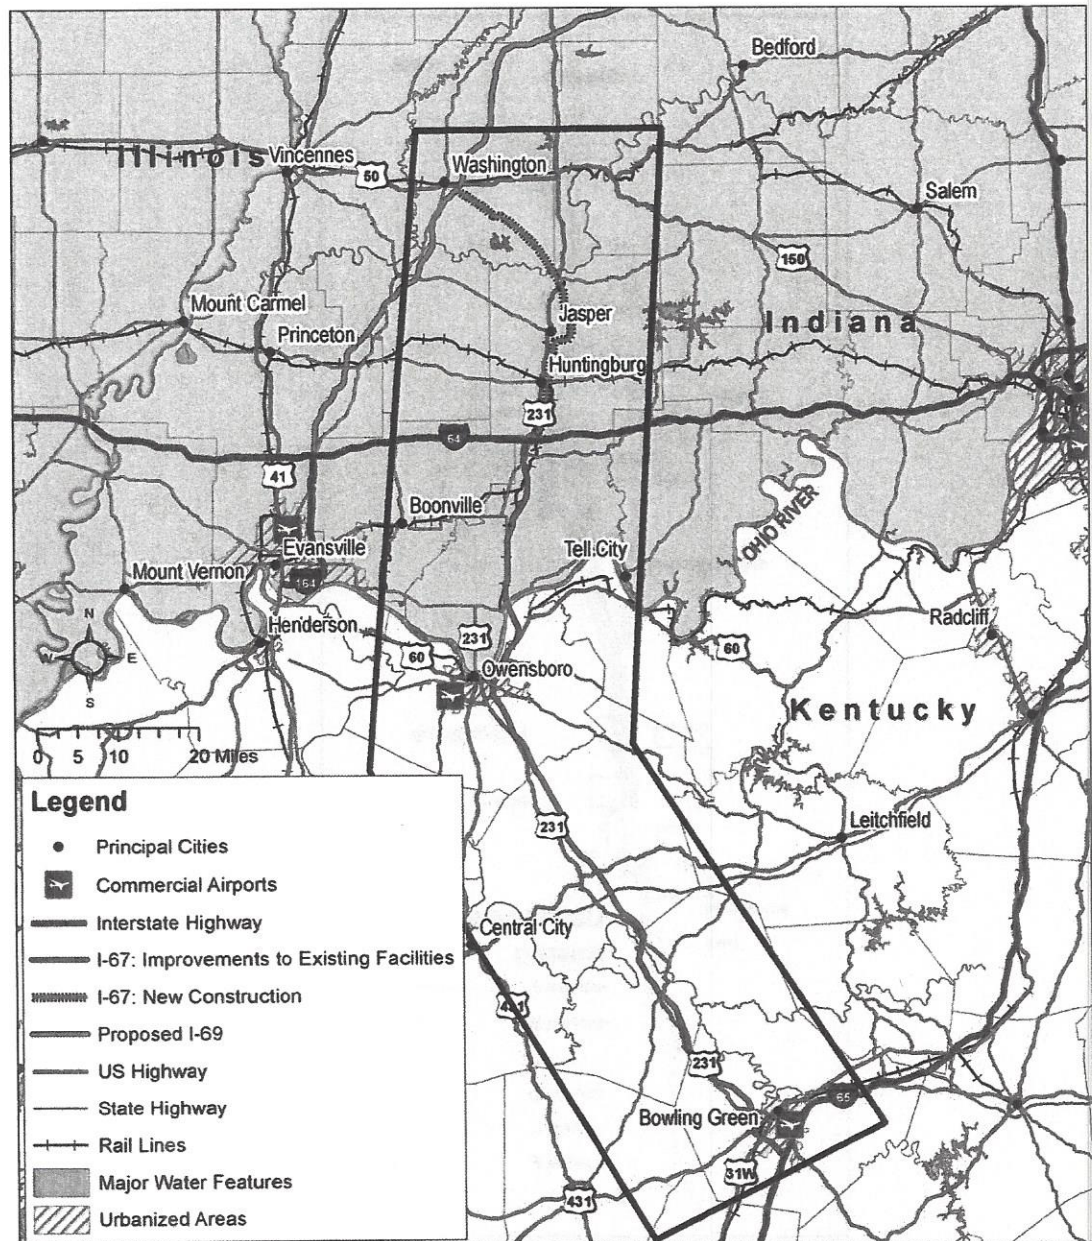 Bedford
Illinois
Vincennes
50
Washington
Salem
150
Mount Carmel
Princeton
Jasper
Indiana
Huntingburg
231
64
41
Boonville
Evansville
Tell City
OHIO RIVER
Mount Vernon
164
Radcliff
N
W E
S
Henderson
231
60
60
Owensboro
Kentucky
0 5 10 20 Miles
231
Leitchfield
Legend
Principal Cities
Commercial Airports
Interstate Highway
I-67: Improvements to Existing Facilities
I-67: New Construction
Proposed I-69
US Highway
State Highway
Rail Lines
Major Water Features
Urbanized Areas
Central City
431
231
65
Bowling Green
31W
431